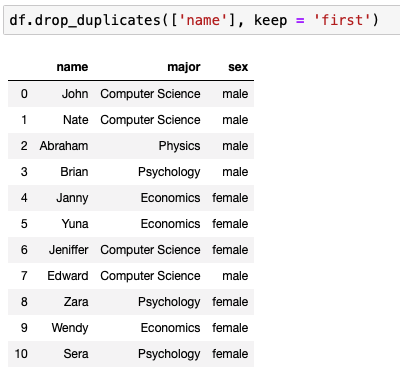 df.drop_duplicates(['name'], keep = 'first')
name major sex
0 John Computer Science male
1 Nate Computer Science male
2 Abraham Physics male
3 Brian Psychology male
4 Janny Economics female
5 Yuna Economics female
6 Jeniffer Computer Science female
7 Edward Computer Science male
8 Zara Psychology female
9 Wendy Economics female
10 Sera Psychology female